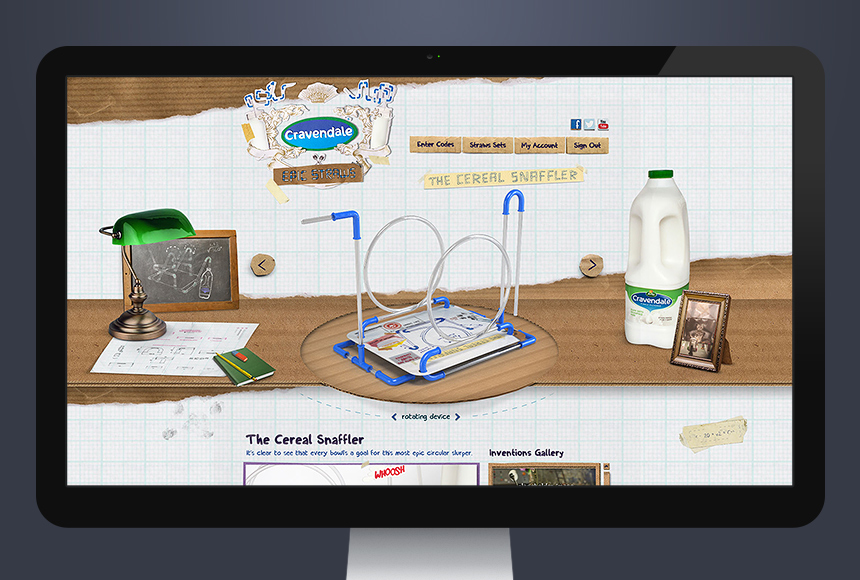 Cravendale
EPIC STRAWS
Enter Codes
Straws Sets
My Account
Sign Out
THE CEREAL SNAFFLER
Cravendale
rotating device
The Cereal Snaffler
It's clear to see that every bowl's a goal for this most epic circular slurper.
Inventions Gallery
WHOOSH